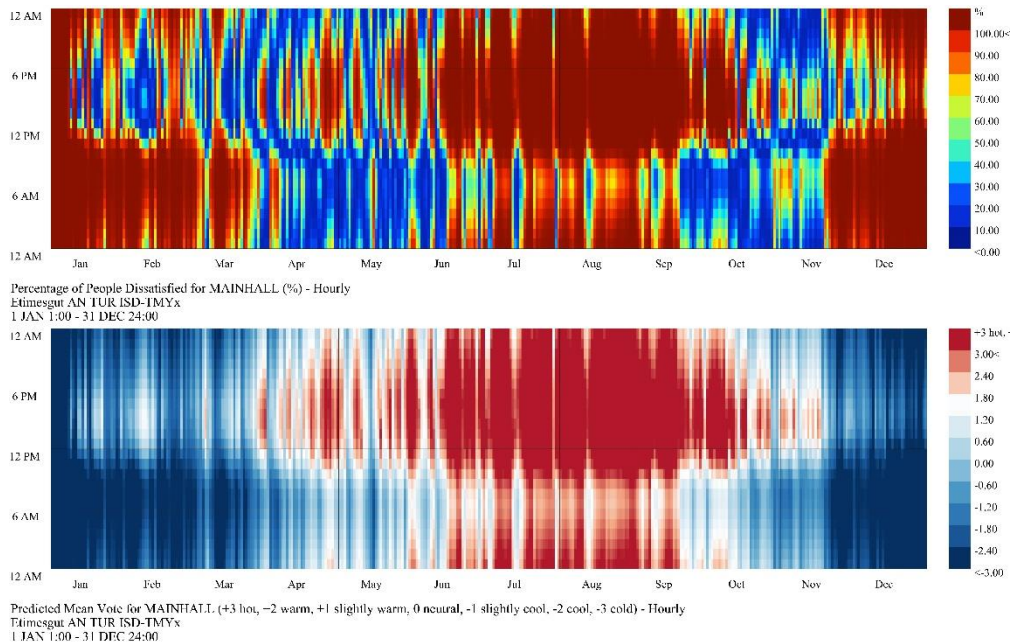 12 AM
%
100.00<
90.00
6 PM
80.00
70.00
60.00
12 PM
50.00
40.00
6 AM
30.00
20.00
10.00
<0.00
12 AM
Jan Feb Mar Apr May Jun Jul Aug Sep Oct Nov Dec
Percentage of People Dissatisfied for MAINHALL (%) - Hourly
Etimesgut AN TUR ISD-TMYx
1 JAN 1:00 - 31 DEC 24:00
12 AM
+3 hot,
3.00<
2.40
6 PM
1.80
1.20
0.60
12 PM
0.00
-0.60
6 AM
-1.20
-1.80
-2.40
<-3.00
12 AM
Jan Feb Mar Apr May Jun Jul Aug Sep Oct Nov Dec
Predicted Mean Vote for MAINHALL (+3 hot, +2 warm, +1 slightly warm, 0 neutral, -1 slightly cool, -2 cool, -3 cold) - Hourly
Etimesgut AN TUR ISD-TMYx
1 JAN 1:00 - 31 DEC 24:00